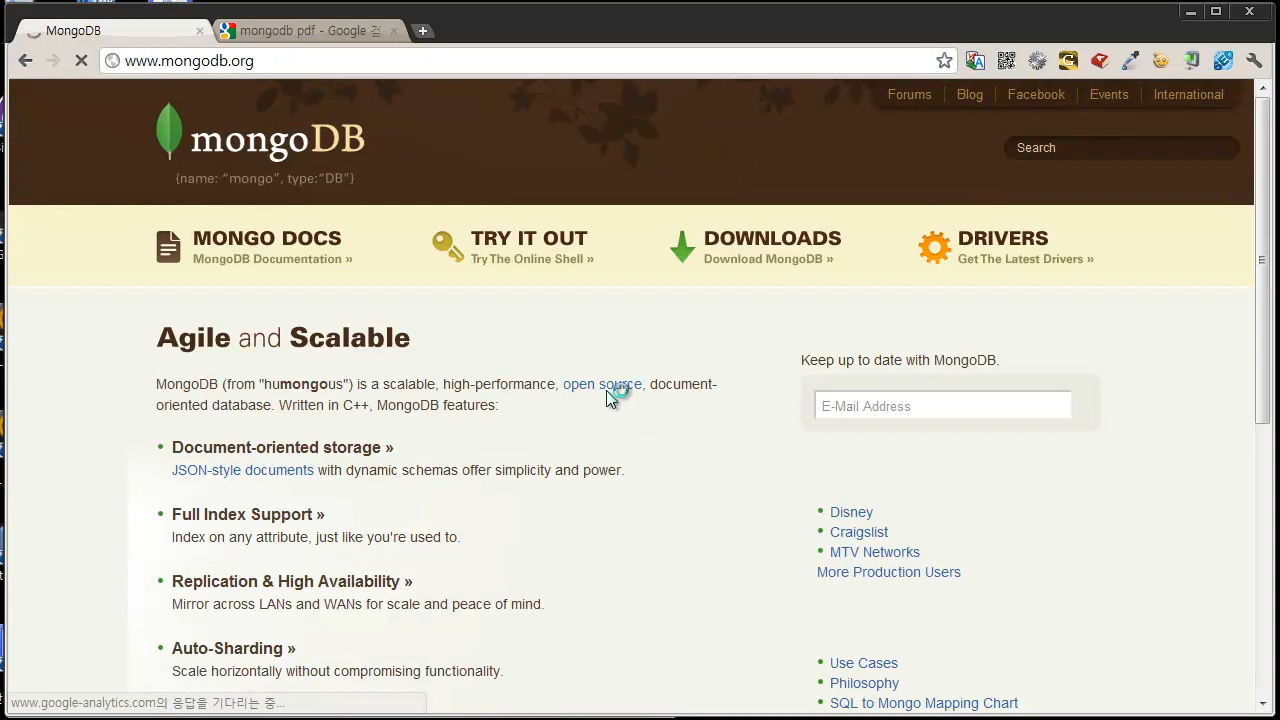 MongoDB
mongodb pdf - Google 검
www.mongodb.org
Forums
Blog
Facebook
Events
International
mongoDB
{name: “mongo”, type:“DB”}
Search
MONGO DOCS
MongoDB Documentation »
TRY IT OUT
Try The Online Shell »
DOWNLOADS
Download MongoDB »
DRIVERS
Get The Latest Drivers »
Agile and Scalable
MongoDB (from "humongous") is a scalable, high-performance, open source, document-
oriented database. Written in C++, MongoDB features:
Document-oriented storage »
JSON-style documents with dynamic schemas offer simplicity and power.
Full Index Support »
Index on any attribute, just like you're used to.
Replication & High Availability »
Mirror across LANs and WANs for scale and peace of mind.
Auto-Sharding »
Scale horizontally without compromising functionality.
Keep up to date with MongoDB.
E-Mail Address
Disney
Craigslist
MTV Networks
More Production Users
Use Cases
Philosophy
SQL to Mongo Mapping Chart
www.google-analytics.com의 응답을 기다리는 중...